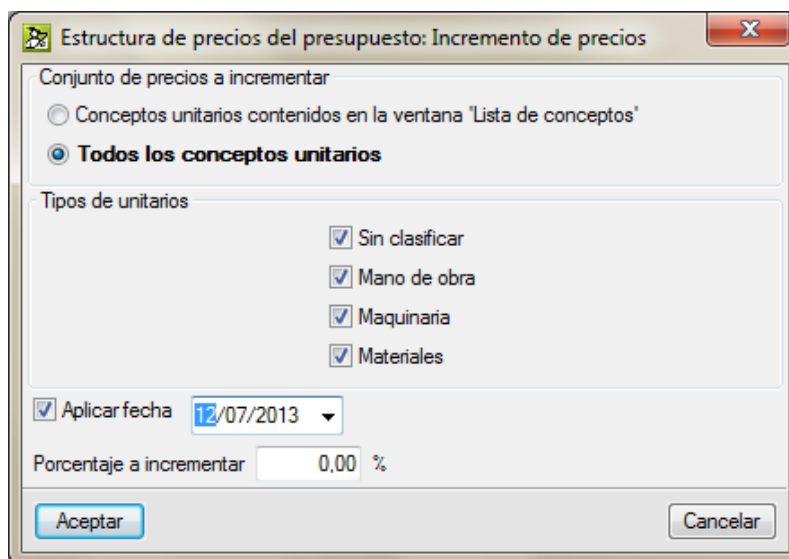 Estructura de precios del presupuesto: Incremento de precios
Conjunto de precios a incrementar
Conceptos unitarios contenidos en la ventana 'Lista de conceptos'
Todos los conceptos unitarios
Tipos de unitarios
Sin clasificar
Mano de obra
Maquinaria
Materiales
Aplicar fecha 12/07/2013
Porcentaje a incrementar 0,00 %
Aceptar Cancelar